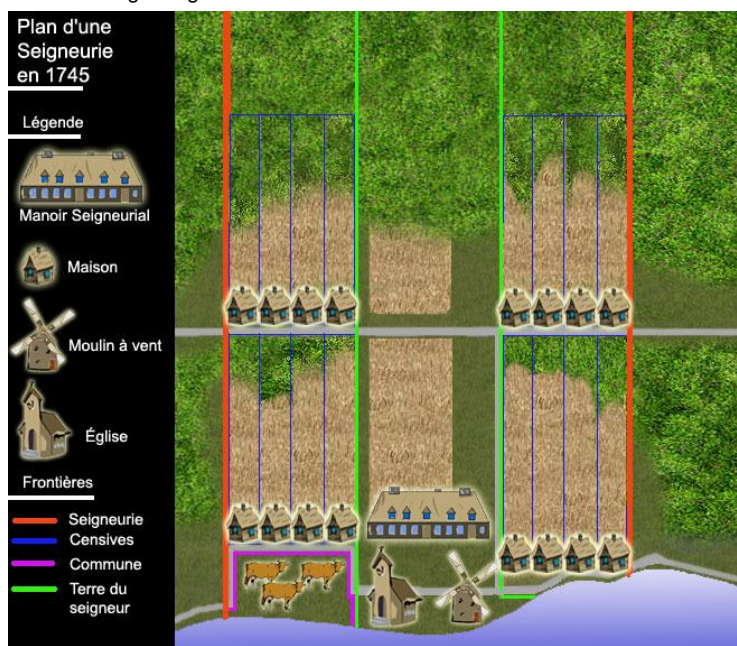 Plan d'une
Seigneurie
en 1745
Légende
Manoir Seigneurial
Maison
Moulin à vent
Église
Frontières
Seigneurie
Censives
Commune
Terre du
seigneur